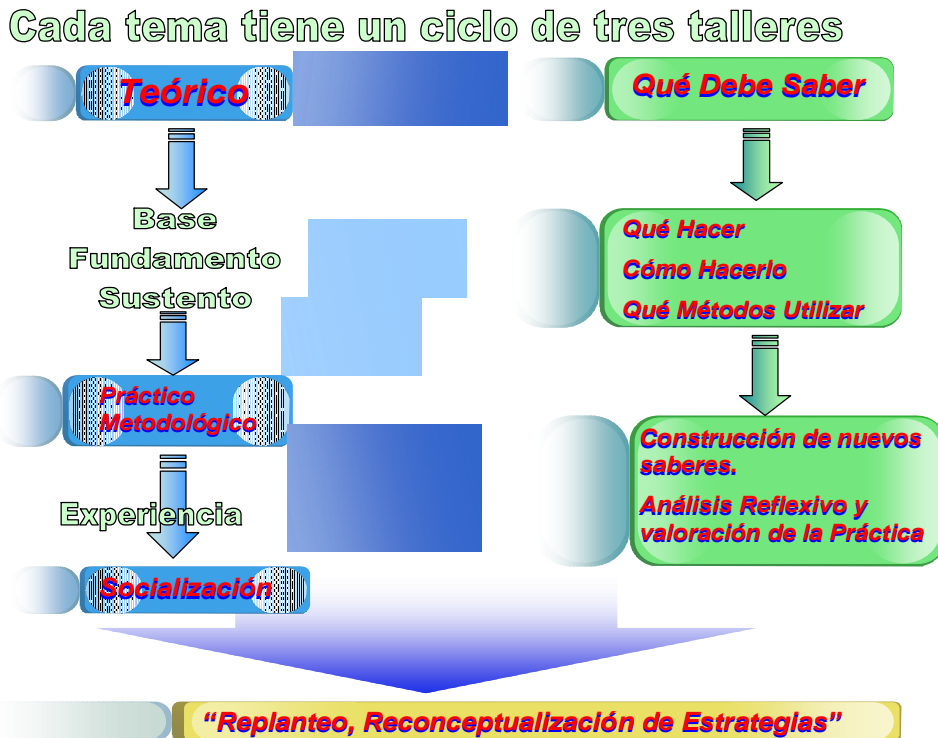 Cada tema tiene un ciclo de tres talleres
Teórico
Qué Debe Saber
Base
Fundamento
Sustento
Qué Hacer
Cómo Hacerlo
Qué Métodos Utilizar
Práctico
Metodológico
Construcción de nuevos
saberes.
Análisis Reflexivo y
valoración de la Práctica
Experiencia
Socialización
“Replanteo, Reconceptualización de Estrategias”